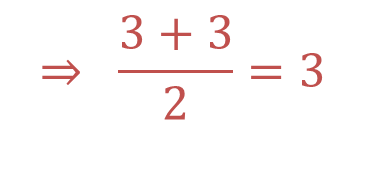 ⇒ (3 + 3)/2 = 3